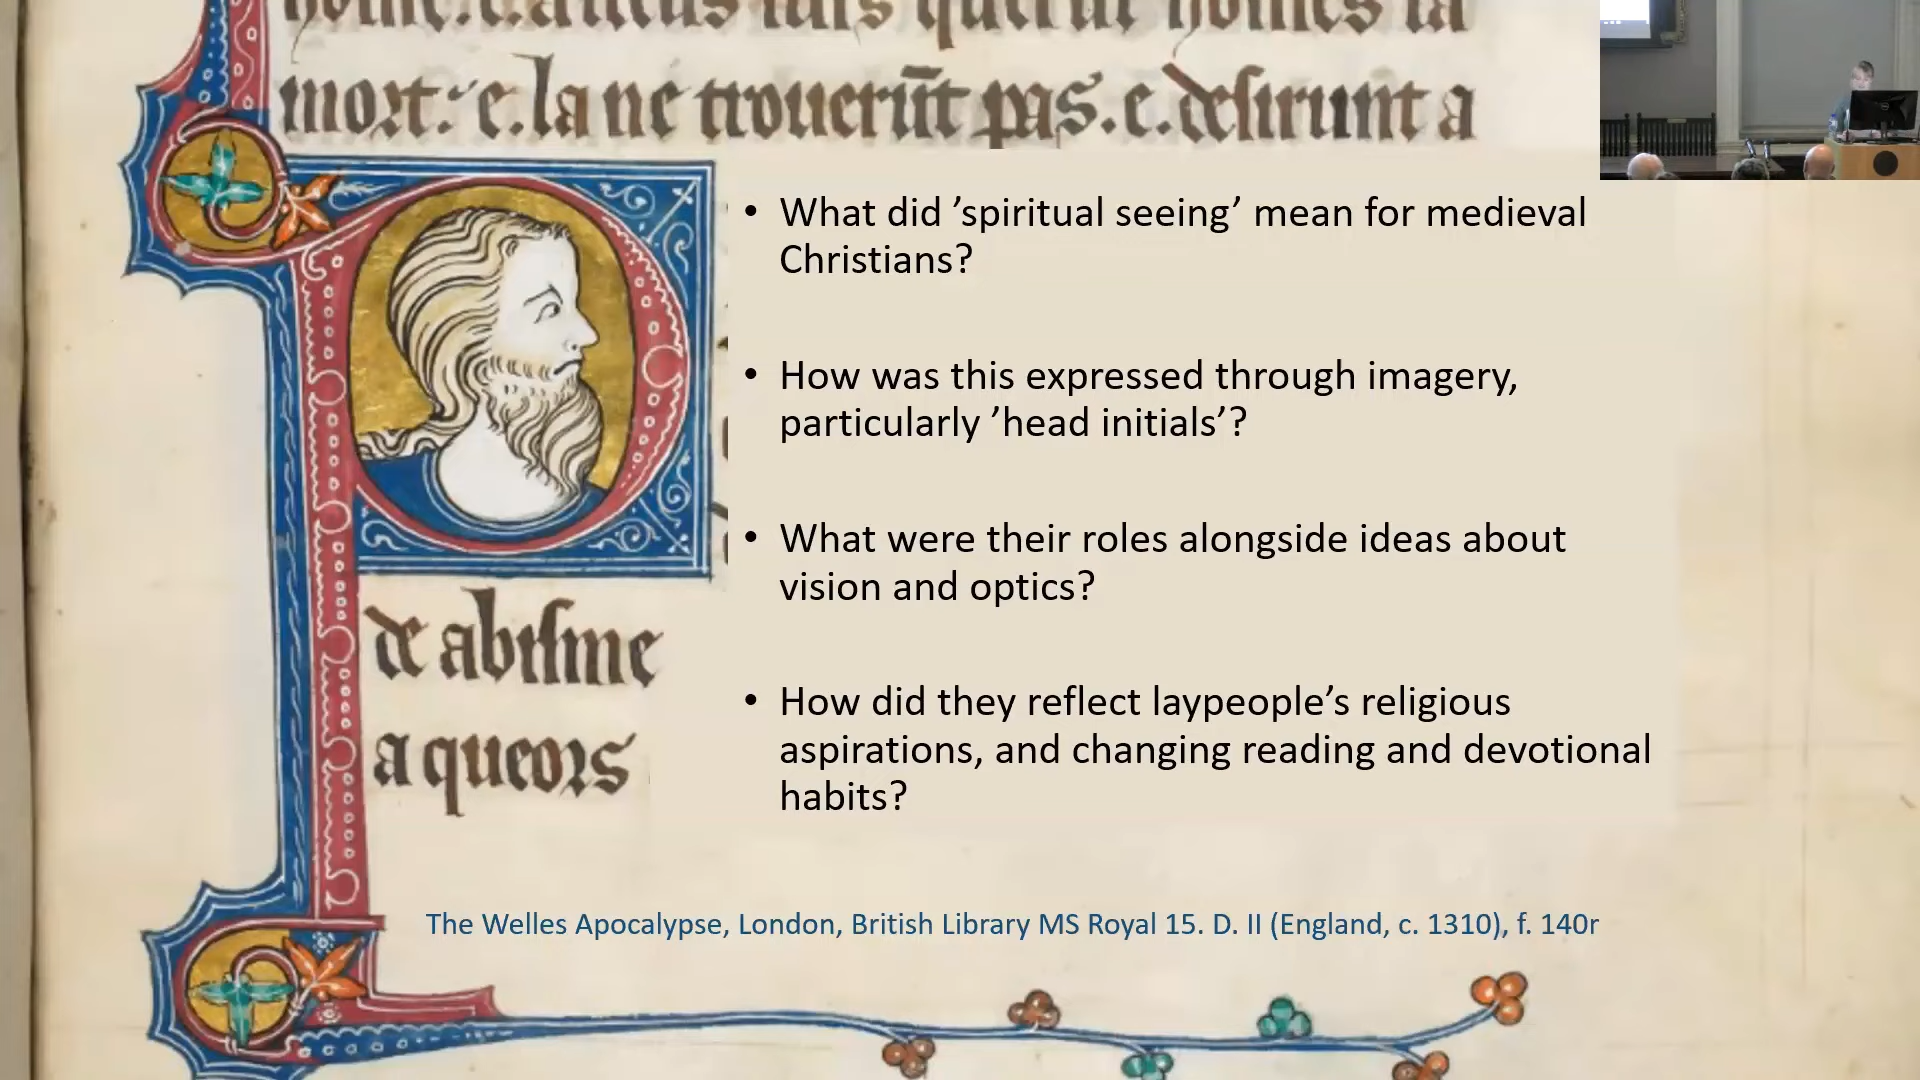 mort: e. la ne trouerūt pas. e. desirunt a
• What did ’spiritual seeing’ mean for medieval
Christians?
• How was this expressed through imagery,
particularly ’head initials’?
• What were their roles alongside ideas about
vision and optics?
• How did they reflect laypeople’s religious
aspirations, and changing reading and devotional
habits?
de abisme
a queors
The Welles Apocalypse, London, British Library MS Royal 15. D. II (England, c. 1310), f. 140r